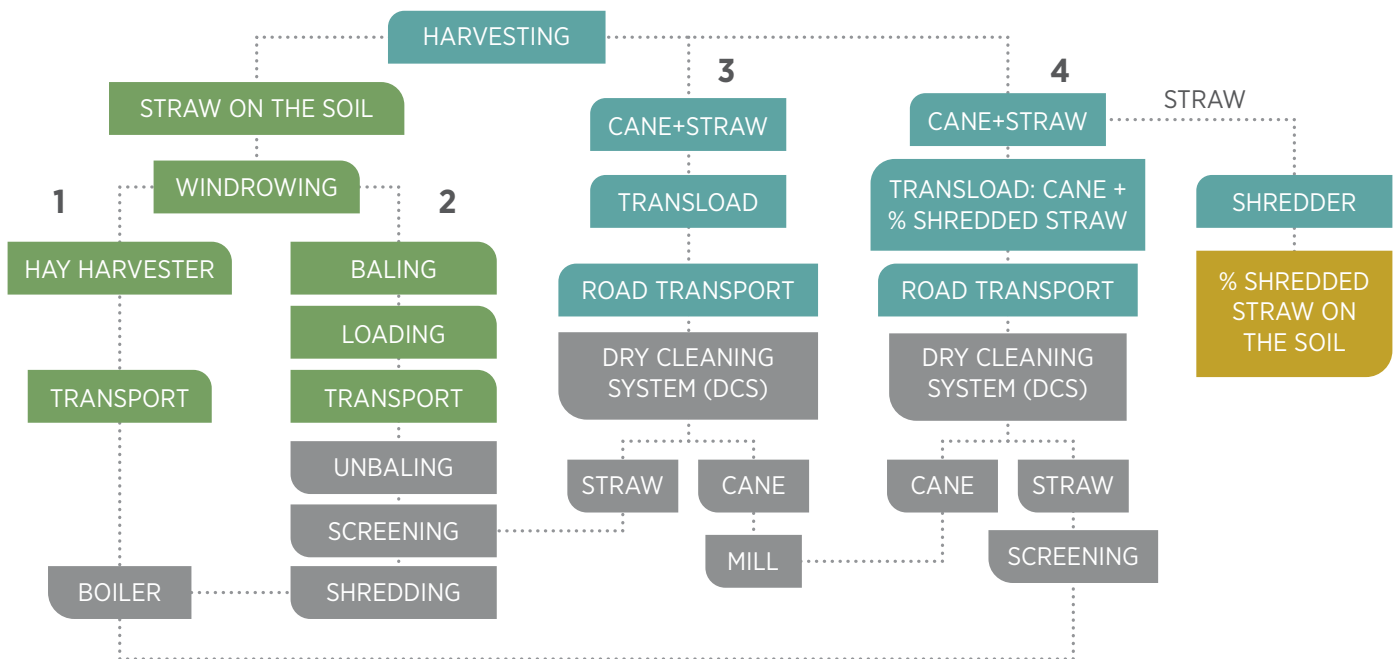 HARVESTING
3
4
STRAW ON THE SOIL
CANE+STRAW
CANE+STRAW
STRAW
WINDROWING
1
2
TRANSLOAD
TRANSLOAD: CANE +
% SHREDDED STRAW
SHREDDER
HAY HARVESTER
BALING
ROAD TRANSPORT
ROAD TRANSPORT
% SHREDDED
STRAW ON
THE SOIL
LOADING
DRY CLEANING
SYSTEM (DCS)
DRY CLEANING
SYSTEM (DCS)
TRANSPORT
TRANSPORT
UNBALING
STRAW
CANE
CANE
STRAW
SCREENING
MILL
SCREENING
BOILER
SHREDDING